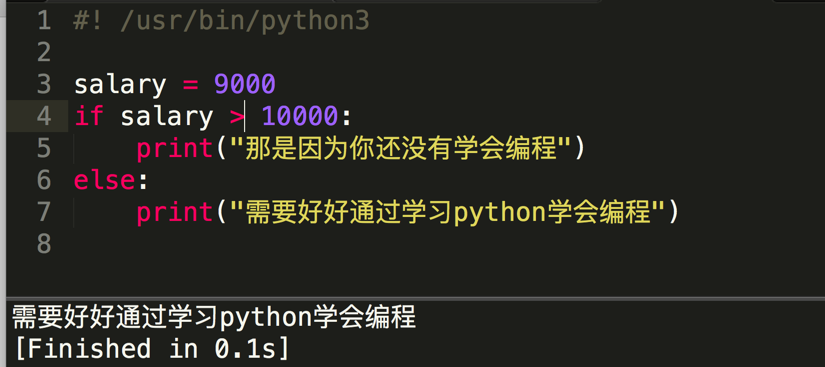 1 #! /usr/bin/python3
2
3 salary = 9000
4 if salary > 10000:
5     print("那是因为你还没有学会编程")
6 else:
7     print("需要好好通过学习python学会编程")
8
需要好好通过学习python学会编程
[Finished in 0.1s]